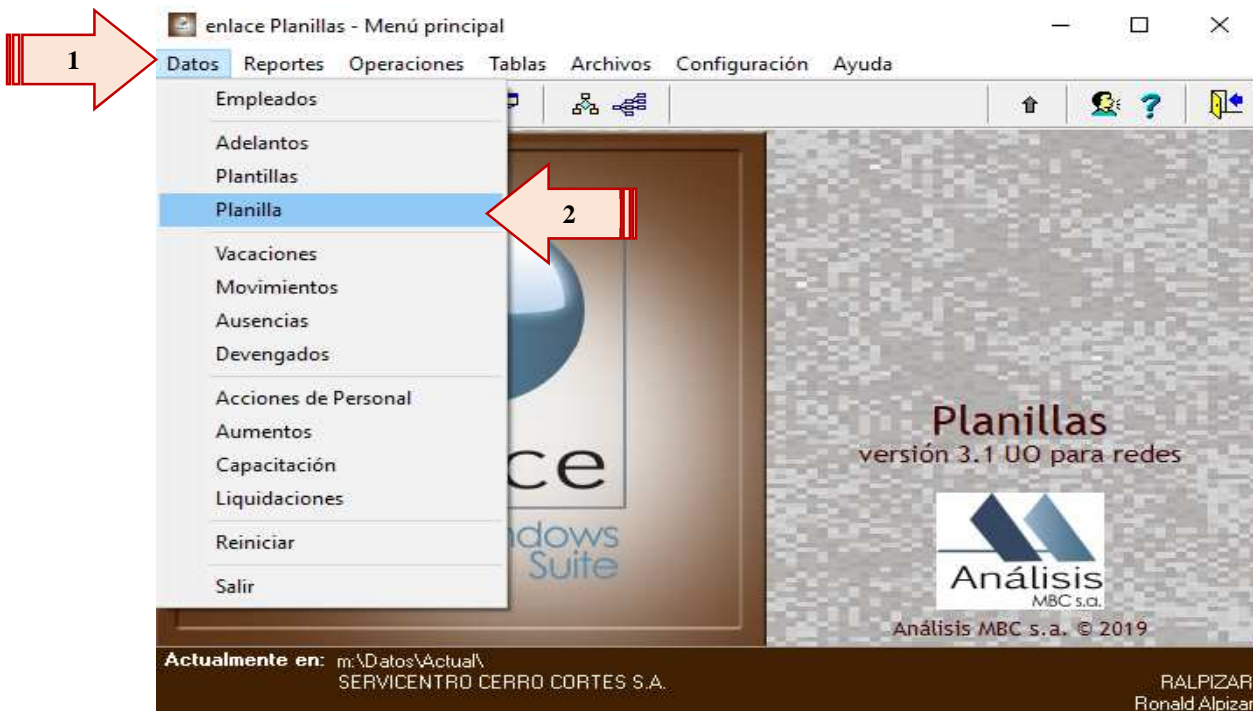 enlace Planillas - Menú principal
1
Datos Reportes Operaciones Tablas Archivos Configuración Ayuda
Empleados
Adelantos
Plantillas
Planilla
2
Vacaciones
Movimientos
Ausencias
Devengados
Acciones de Personal
Aumentos
Capacitación
Liquidaciones
Reiniciar
Salir
ce
ndows
Suite
Planillas
versión 3.1 UO para redes
Análisis
MBC s.a.
Análisis MBC s.a. © 2019
Actualmente en: m:\Datos\Actual\
SERVICENTRO CERRO CORTES S.A.
RALPIZAR
Ronald Alpizar